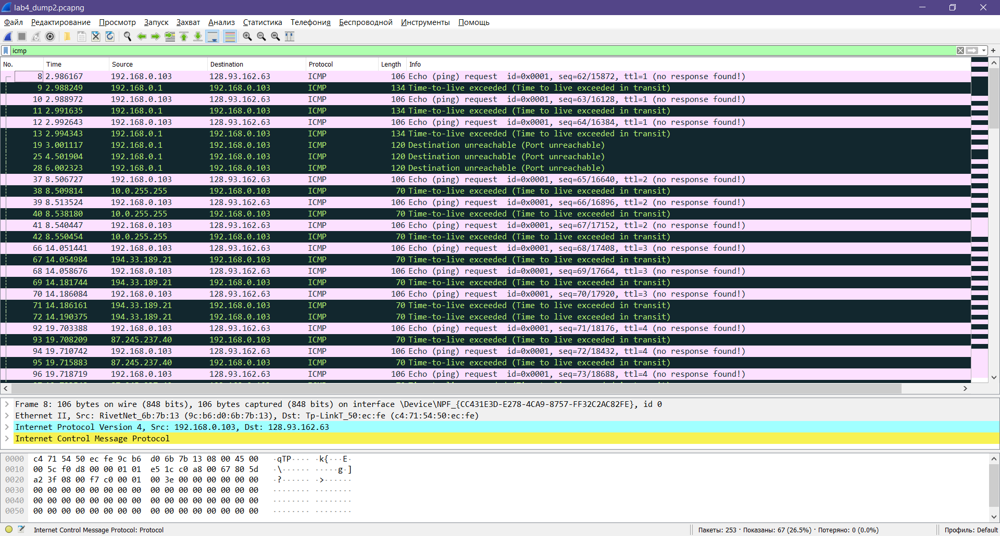 lab4_dump2.pcapng
Файл Редактирование Просмотр Запуск Захват Анализ Статистика Телефония Беспроводной Инструменты Помощь
icmp
No. Time Source Destination Protocol Length Info
8 2.986167 192.168.0.103 128.93.162.63 ICMP 106 Echo (ping) request id=0x0001, seq=62/15872, ttl=1 (no response found!)
9 2.988249 192.168.0.1 192.168.0.103 ICMP 134 Time-to-live exceeded (Time to live exceeded in transit)
10 2.988972 192.168.0.103 128.93.162.63 ICMP 106 Echo (ping) request id=0x0001, seq=63/16128, ttl=1 (no response found!)
11 2.991635 192.168.0.1 192.168.0.103 ICMP 134 Time-to-live exceeded (Time to live exceeded in transit)
12 2.992643 192.168.0.103 128.93.162.63 ICMP 106 Echo (ping) request id=0x0001, seq=64/16384, ttl=1 (no response found!)
13 2.994343 192.168.0.1 192.168.0.103 ICMP 134 Time-to-live exceeded (Time to live exceeded in transit)
19 3.001117 192.168.0.1 192.168.0.103 ICMP 120 Destination unreachable (Port unreachable)
25 4.501904 192.168.0.1 192.168.0.103 ICMP 120 Destination unreachable (Port unreachable)
28 6.002323 192.168.0.1 192.168.0.103 ICMP 120 Destination unreachable (Port unreachable)
37 8.506727 192.168.0.103 128.93.162.63 ICMP 106 Echo (ping) request id=0x0001, seq=65/16640, ttl=2 (no response found!)
38 8.509814 10.0.255.255 192.168.0.103 ICMP 70 Time-to-live exceeded (Time to live exceeded in transit)
39 8.513524 192.168.0.103 128.93.162.63 ICMP 106 Echo (ping) request id=0x0001, seq=66/16896, ttl=2 (no response found!)
40 8.538180 10.0.255.255 192.168.0.103 ICMP 70 Time-to-live exceeded (Time to live exceeded in transit)
41 8.540447 192.168.0.103 128.93.162.63 ICMP 106 Echo (ping) request id=0x0001, seq=67/17152, ttl=2 (no response found!)
42 8.550454 10.0.255.255 192.168.0.103 ICMP 70 Time-to-live exceeded (Time to live exceeded in transit)
66 14.051441 192.168.0.103 128.93.162.63 ICMP 106 Echo (ping) request id=0x0001, seq=68/17408, ttl=3 (no response found!)
67 14.054984 194.33.189.21 192.168.0.103 ICMP 70 Time-to-live exceeded (Time to live exceeded in transit)
68 14.058676 192.168.0.103 128.93.162.63 ICMP 106 Echo (ping) request id=0x0001, seq=69/17664, ttl=3 (no response found!)
69 14.181744 194.33.189.21 192.168.0.103 ICMP 70 Time-to-live exceeded (Time to live exceeded in transit)
70 14.186084 192.168.0.103 128.93.162.63 ICMP 106 Echo (ping) request id=0x0001, seq=70/17920, ttl=3 (no response found!)
71 14.186161 194.33.189.21 192.168.0.103 ICMP 70 Time-to-live exceeded (Time to live exceeded in transit)
72 14.190375 194.33.189.21 192.168.0.103 ICMP 70 Time-to-live exceeded (Time to live exceeded in transit)
92 19.703388 192.168.0.103 128.93.162.63 ICMP 106 Echo (ping) request id=0x0001, seq=71/18176, ttl=4 (no response found!)
93 19.708209 87.245.237.40 192.168.0.103 ICMP 70 Time-to-live exceeded (Time to live exceeded in transit)
94 19.710742 192.168.0.103 128.93.162.63 ICMP 106 Echo (ping) request id=0x0001, seq=72/18432, ttl=4 (no response found!)
95 19.715883 87.245.237.40 192.168.0.103 ICMP 70 Time-to-live exceeded (Time to live exceeded in transit)
96 19.718719 192.168.0.103 128.93.162.63 ICMP 106 Echo (ping) request id=0x0001, seq=73/18688, ttl=4 (no response found!)
Frame 8: 106 bytes on wire (848 bits), 106 bytes captured (848 bits) on interface \Device\NPF_{CC431E3D-E278-4CA9-8757-FF32C2AC82FE}, id 0
Ethernet II, Src: RivetNet_6b:7b:13 (9c:b6:d0:6b:7b:13), Dst: Tp-LinkT_50:ec:fe (c4:71:54:50:ec:fe)
Internet Protocol Version 4, Src: 192.168.0.103, Dst: 128.93.162.63
Internet Control Message Protocol
0000 c4 71 54 50 ec fe 9c b6 d0 6b 7b 13 08 00 45 00 ·qTP···· ·k{···E·
0010 00 5c f0 d8 00 00 01 01 e5 1c c0 a8 00 67 80 5d ·\······ ·····g·]
0020 a2 3f 08 00 f7 c0 00 01 00 3e 00 00 00 00 00 00 ·?······ ·>······
0030 00 00 00 00 00 00 00 00 00 00 00 00 00 00 00 00 ········ ········
0040 00 00 00 00 00 00 00 00 00 00 00 00 00 00 00 00 ········ ········
0050 00 00 00 00 00 00 00 00 00 00 00 00 00 00 00 00 ········ ········
Internet Control Message Protocol: Protocol
Пакеты: 253 · Показаны: 67 (26.5%) · Потеряно: 0 (0.0%)
Профиль: Default